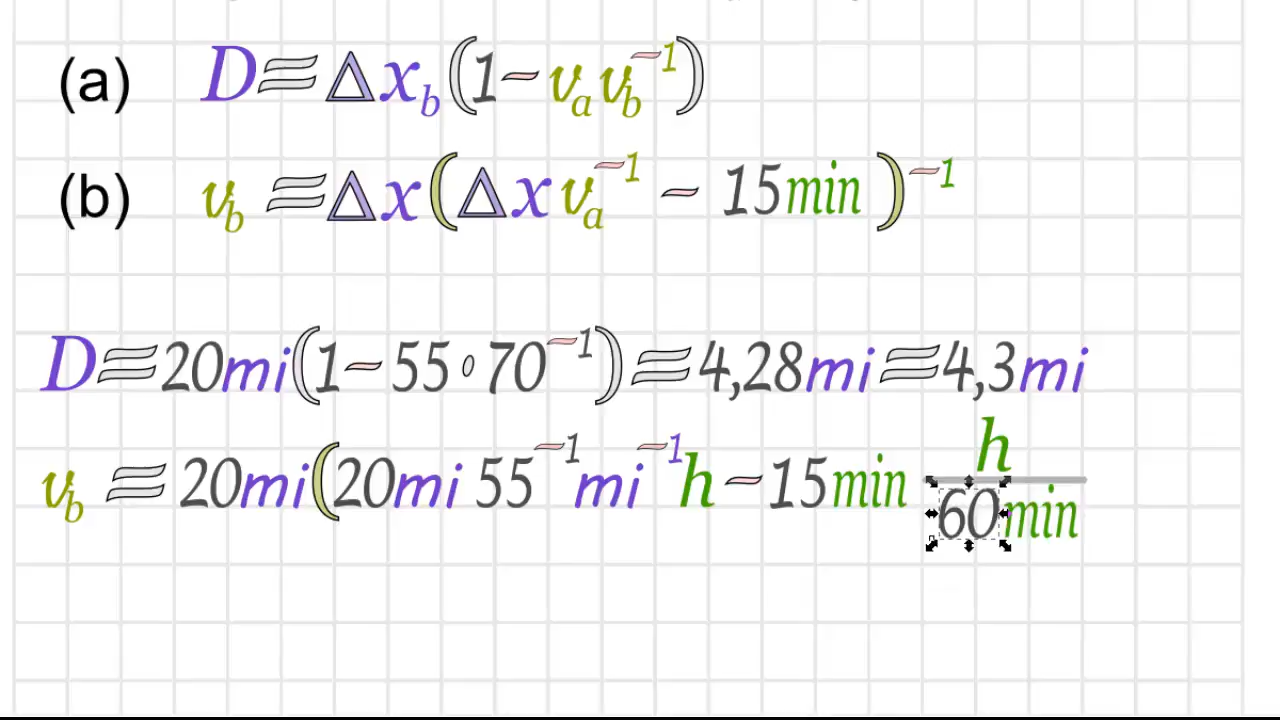 (a) D = Δx_b(1 − v_a v_b^−1)
(b) v_b = Δx(Δx v_a^−1 − 15min)^−1
D = 20mi(1 − 55 ∘ 70^−1) = 4,28mi = 4,3mi
v_b = 20mi(20mi 55^−1 mi^−1 h − 15min h/60min